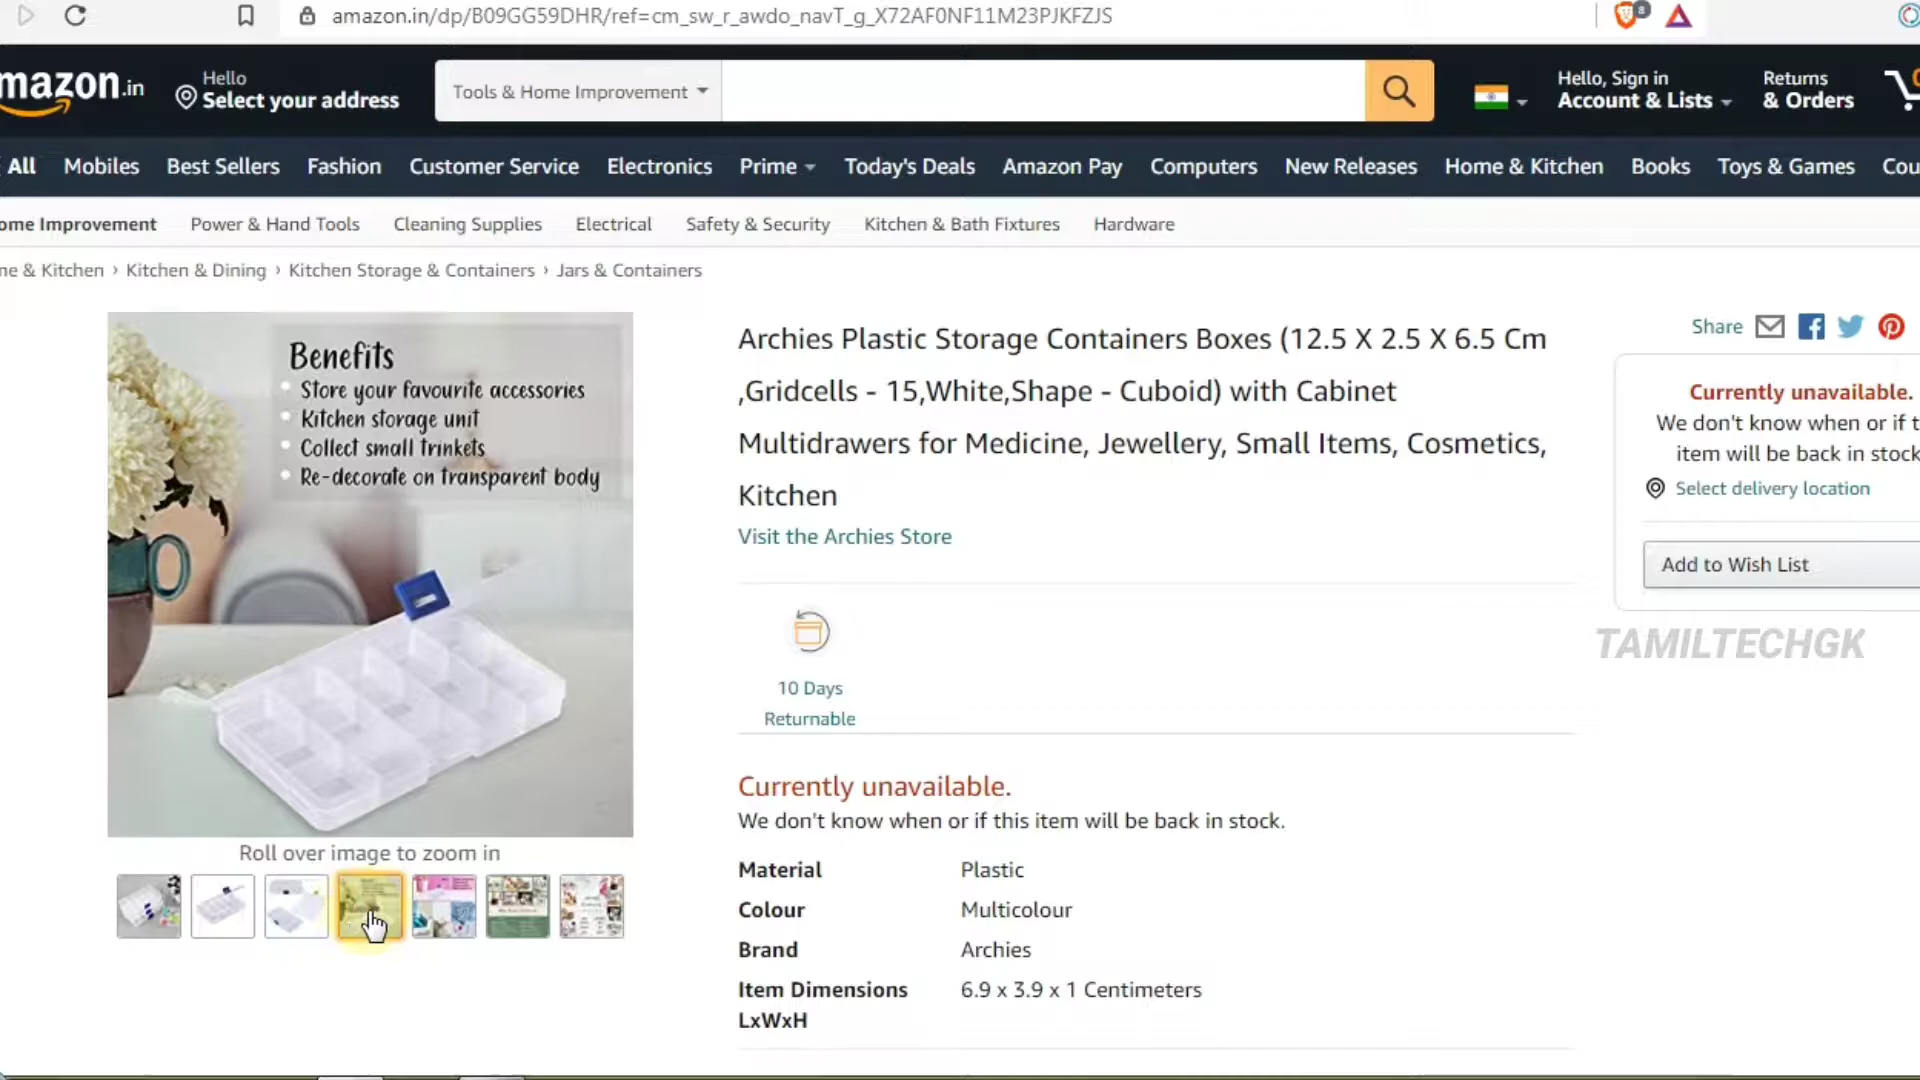 amazon.in/dp/B09GG59DHR/ref=cm_sw_r_awdo_navT_g_X72AF0NF11M23PJKFZJS
8
mazon.in
Hello
Select your address
Tools & Home Improvement
Hello, Sign in
Account & Lists
Returns
& Orders
All Mobiles Best Sellers Fashion Customer Service Electronics Prime Today's Deals Amazon Pay Computers New Releases Home & Kitchen Books Toys & Games Cou
ome Improvement Power & Hand Tools Cleaning Supplies Electrical Safety & Security Kitchen & Bath Fixtures Hardware
ne & Kitchen › Kitchen & Dining › Kitchen Storage & Containers › Jars & Containers
Benefits
Store your favourite accessories
Kitchen storage unit
Collect small trinkets
Re-decorate on transparent body
Roll over image to zoom in
Archies Plastic Storage Containers Boxes (12.5 X 2.5 X 6.5 Cm
,Gridcells - 15,White,Shape - Cuboid) with Cabinet
Multidrawers for Medicine, Jewellery, Small Items, Cosmetics,
Kitchen
Visit the Archies Store
10 Days
Returnable
Currently unavailable.
We don't know when or if this item will be back in stock.
Material Plastic
Colour Multicolour
Brand Archies
Item Dimensions 6.9 x 3.9 x 1 Centimeters
LxWxH
Share
Currently unavailable.
We don't know when or if t
item will be back in stock
Select delivery location
Add to Wish List
TAMILTECHGK